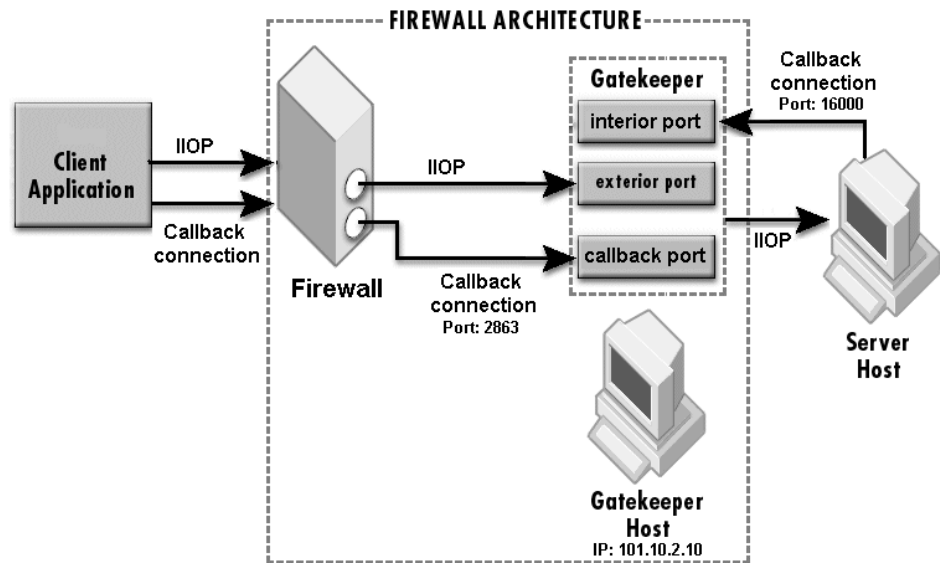 FIREWALL ARCHITECTURE
Client
Application
IIOP
Callback
connection
Firewall
IIOP
Callback
connection
Port: 2863
Gatekeeper
interior port
exterior port
callback port
Gatekeeper
Host
IP: 101.10.2.10
Callback
connection
Port: 16000
IIOP
Server
Host